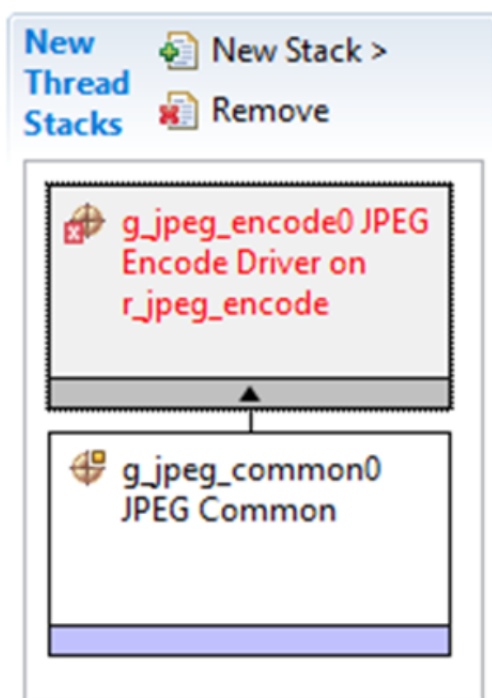 New
Thread
Stacks
New Stack >
Remove
g_jpeg_encode0 JPEG
Encode Driver on
r_jpeg_encode
g_jpeg_common0
JPEG Common